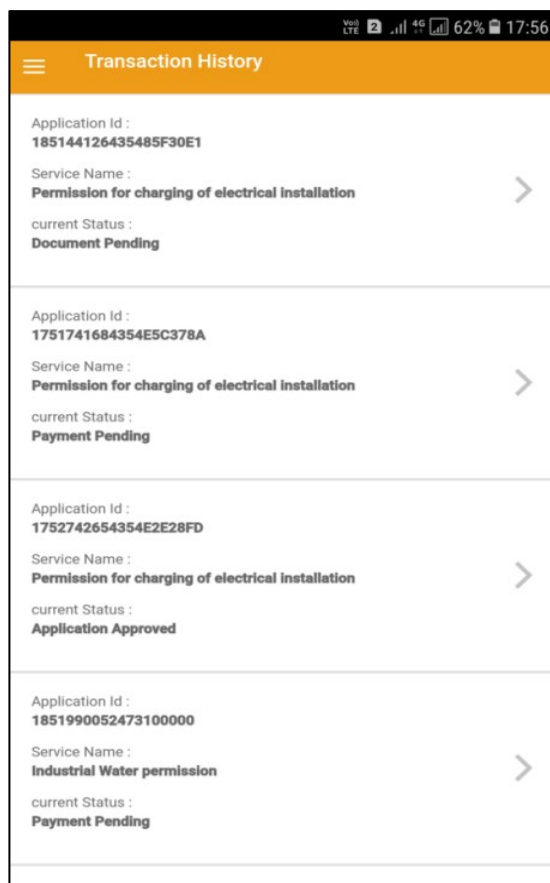 VoLTE 2 4G 62% 17:56
Transaction History
Application Id :
185144126435485F30E1
Service Name :
Permission for charging of electrical installation
current Status :
Document Pending
Application Id :
1751741684354E5C378A
Service Name :
Permission for charging of electrical installation
current Status :
Payment Pending
Application Id :
1752742654354E2E28FD
Service Name :
Permission for charging of electrical installation
current Status :
Application Approved
Application Id :
1851990052473100000
Service Name :
Industrial Water permission
current Status :
Payment Pending